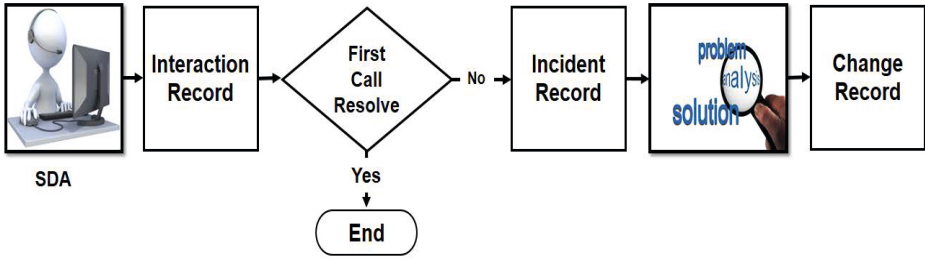 SDA
Interaction
Record
First
Call
Resolve
Yes
End
No
Incident
Record
problem
analysis
solution
Change
Record